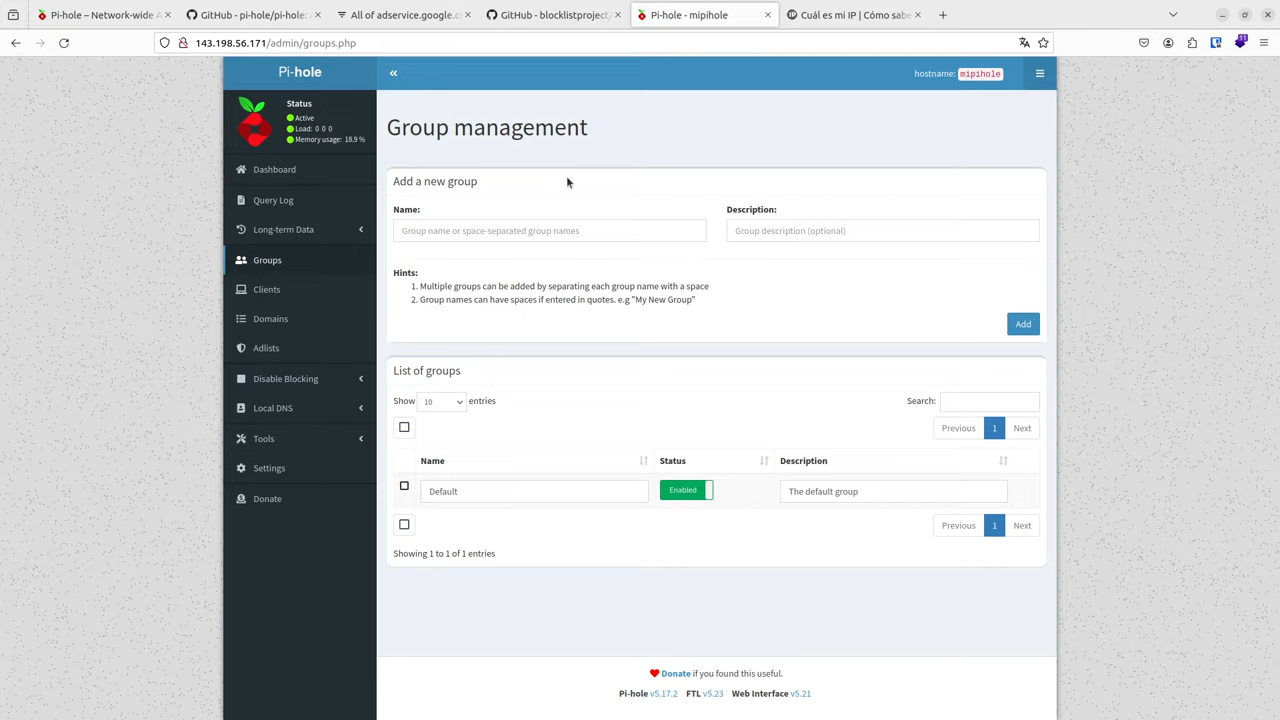 Pi-hole – Network-wide A
GitHub - pi-hole/pi-hole: A
All of adservice.google.co
GitHub - blocklistproject/
Pi-hole - mipihole
Cuál es mi IP | Cómo sabe
143.198.56.171/admin/groups.php
11
Pi-hole
hostname: mipihole
Status
Active
Load: 0 0 0
Memory usage: 18.9 %
Dashboard
Query Log
Long-term Data
Groups
Clients
Domains
Adlists
Disable Blocking
Local DNS
Tools
Settings
Donate
Group management
Add a new group
Name:
Description:
Group name or space-separated group names
Group description (optional)
Hints:
1. Multiple groups can be added by separating each group name with a space
2. Group names can have spaces if entered in quotes. e.g "My New Group"
Add
List of groups
Show 10 entries
Search:
Previous 1 Next
Name Status Description
Default Enabled The default group
Previous 1 Next
Showing 1 to 1 of 1 entries
Donate if you found this useful.
Pi-hole v5.17.2 FTL v5.23 Web Interface v5.21